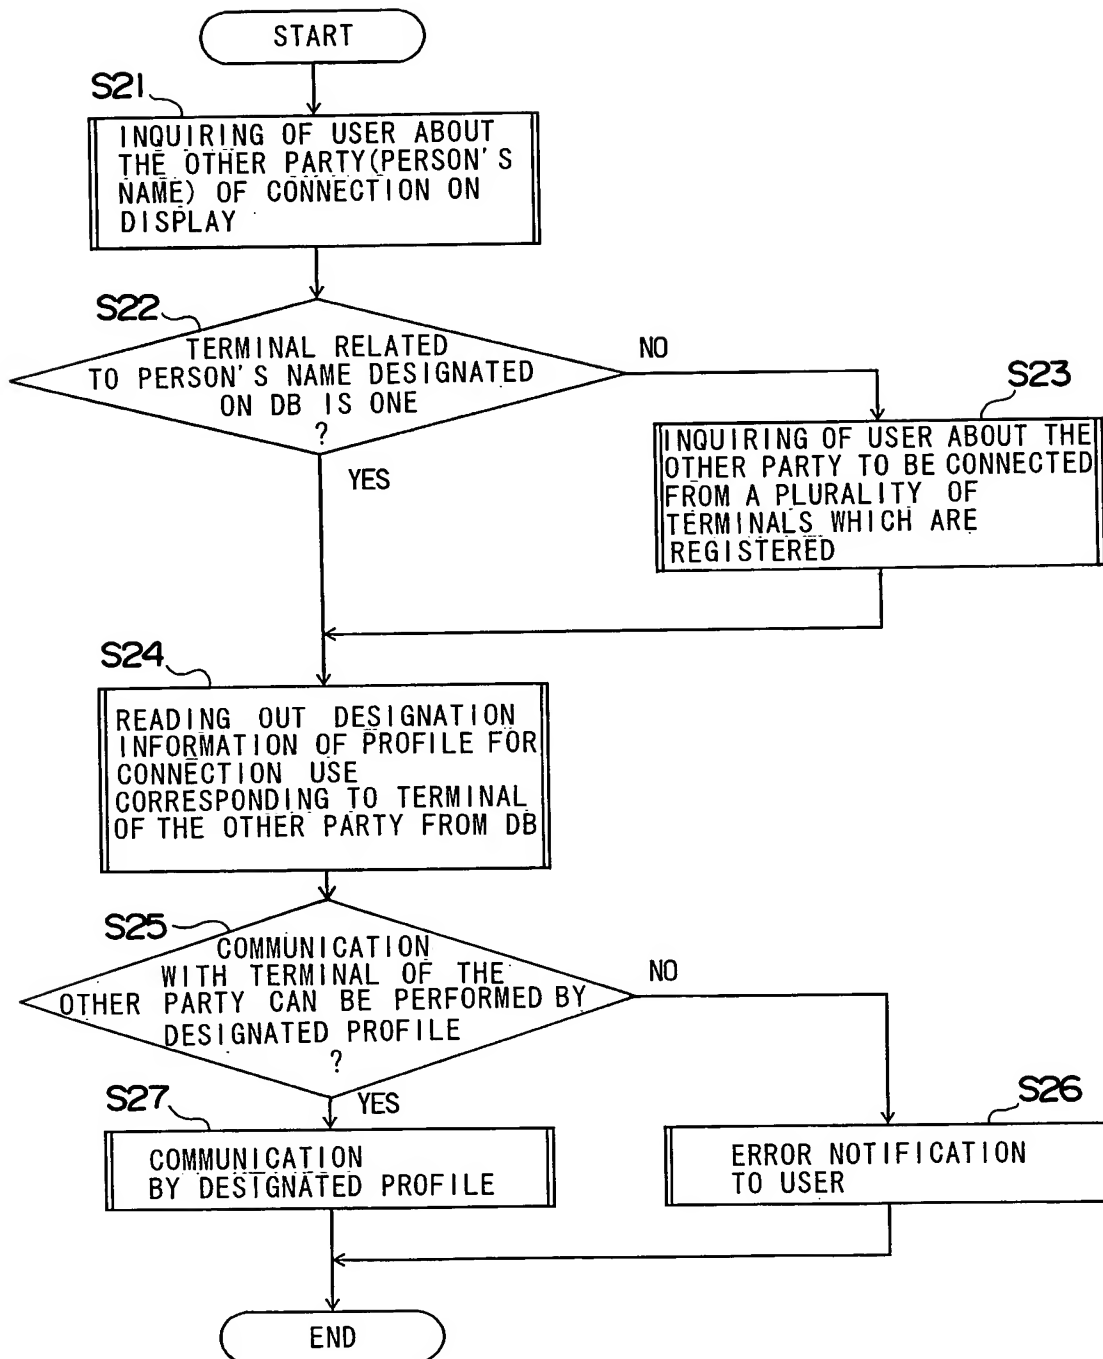 START
S21
INQUIRING OF USER ABOUT
THE OTHER PARTY(PERSON'S
NAME) OF CONNECTION ON
DISPLAY
S22
TERMINAL RELATED
TO PERSON'S NAME DESIGNATED
ON DB IS ONE
?
NO
YES
S23
INQUIRING OF USER ABOUT THE
OTHER PARTY TO BE CONNECTED
FROM A PLURALITY OF
TERMINALS WHICH ARE
REGISTERED
S24
READING OUT DESIGNATION
INFORMATION OF PROFILE FOR
CONNECTION USE
CORRESPONDING TO TERMINAL
OF THE OTHER PARTY FROM DB
S25
COMMUNICATION
WITH TERMINAL OF THE
OTHER PARTY CAN BE PERFORMED BY
DESIGNATED PROFILE
?
NO
YES
S27
COMMUNICATION
BY DESIGNATED PROFILE
S26
ERROR NOTIFICATION
TO USER
END